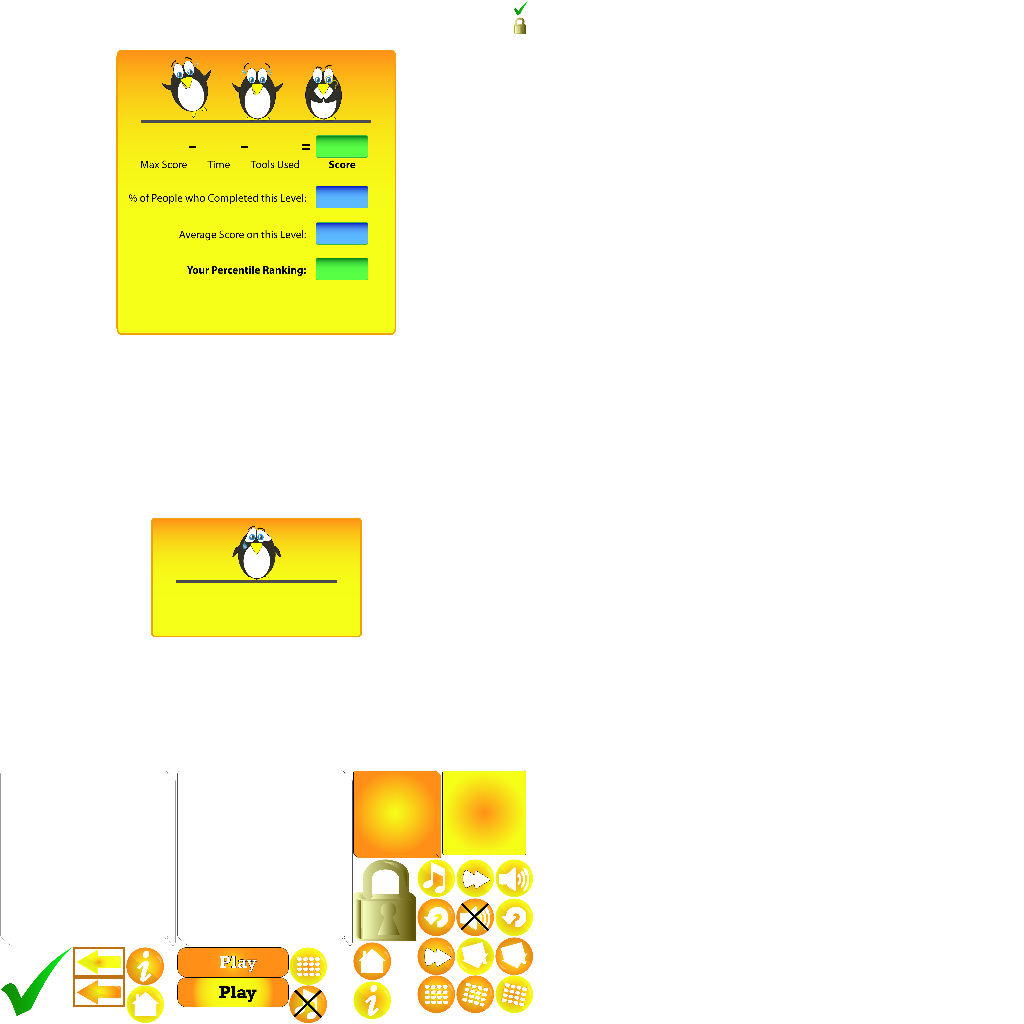 - - =
Max Score Time Tools Used Score
% of People who Completed this Level:
Average Score on this Level:
Your Percentile Ranking:
Play
Play